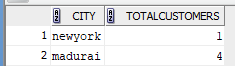 CITY TOTALCUSTOMERS
1 newyork 1
2 madurai 4